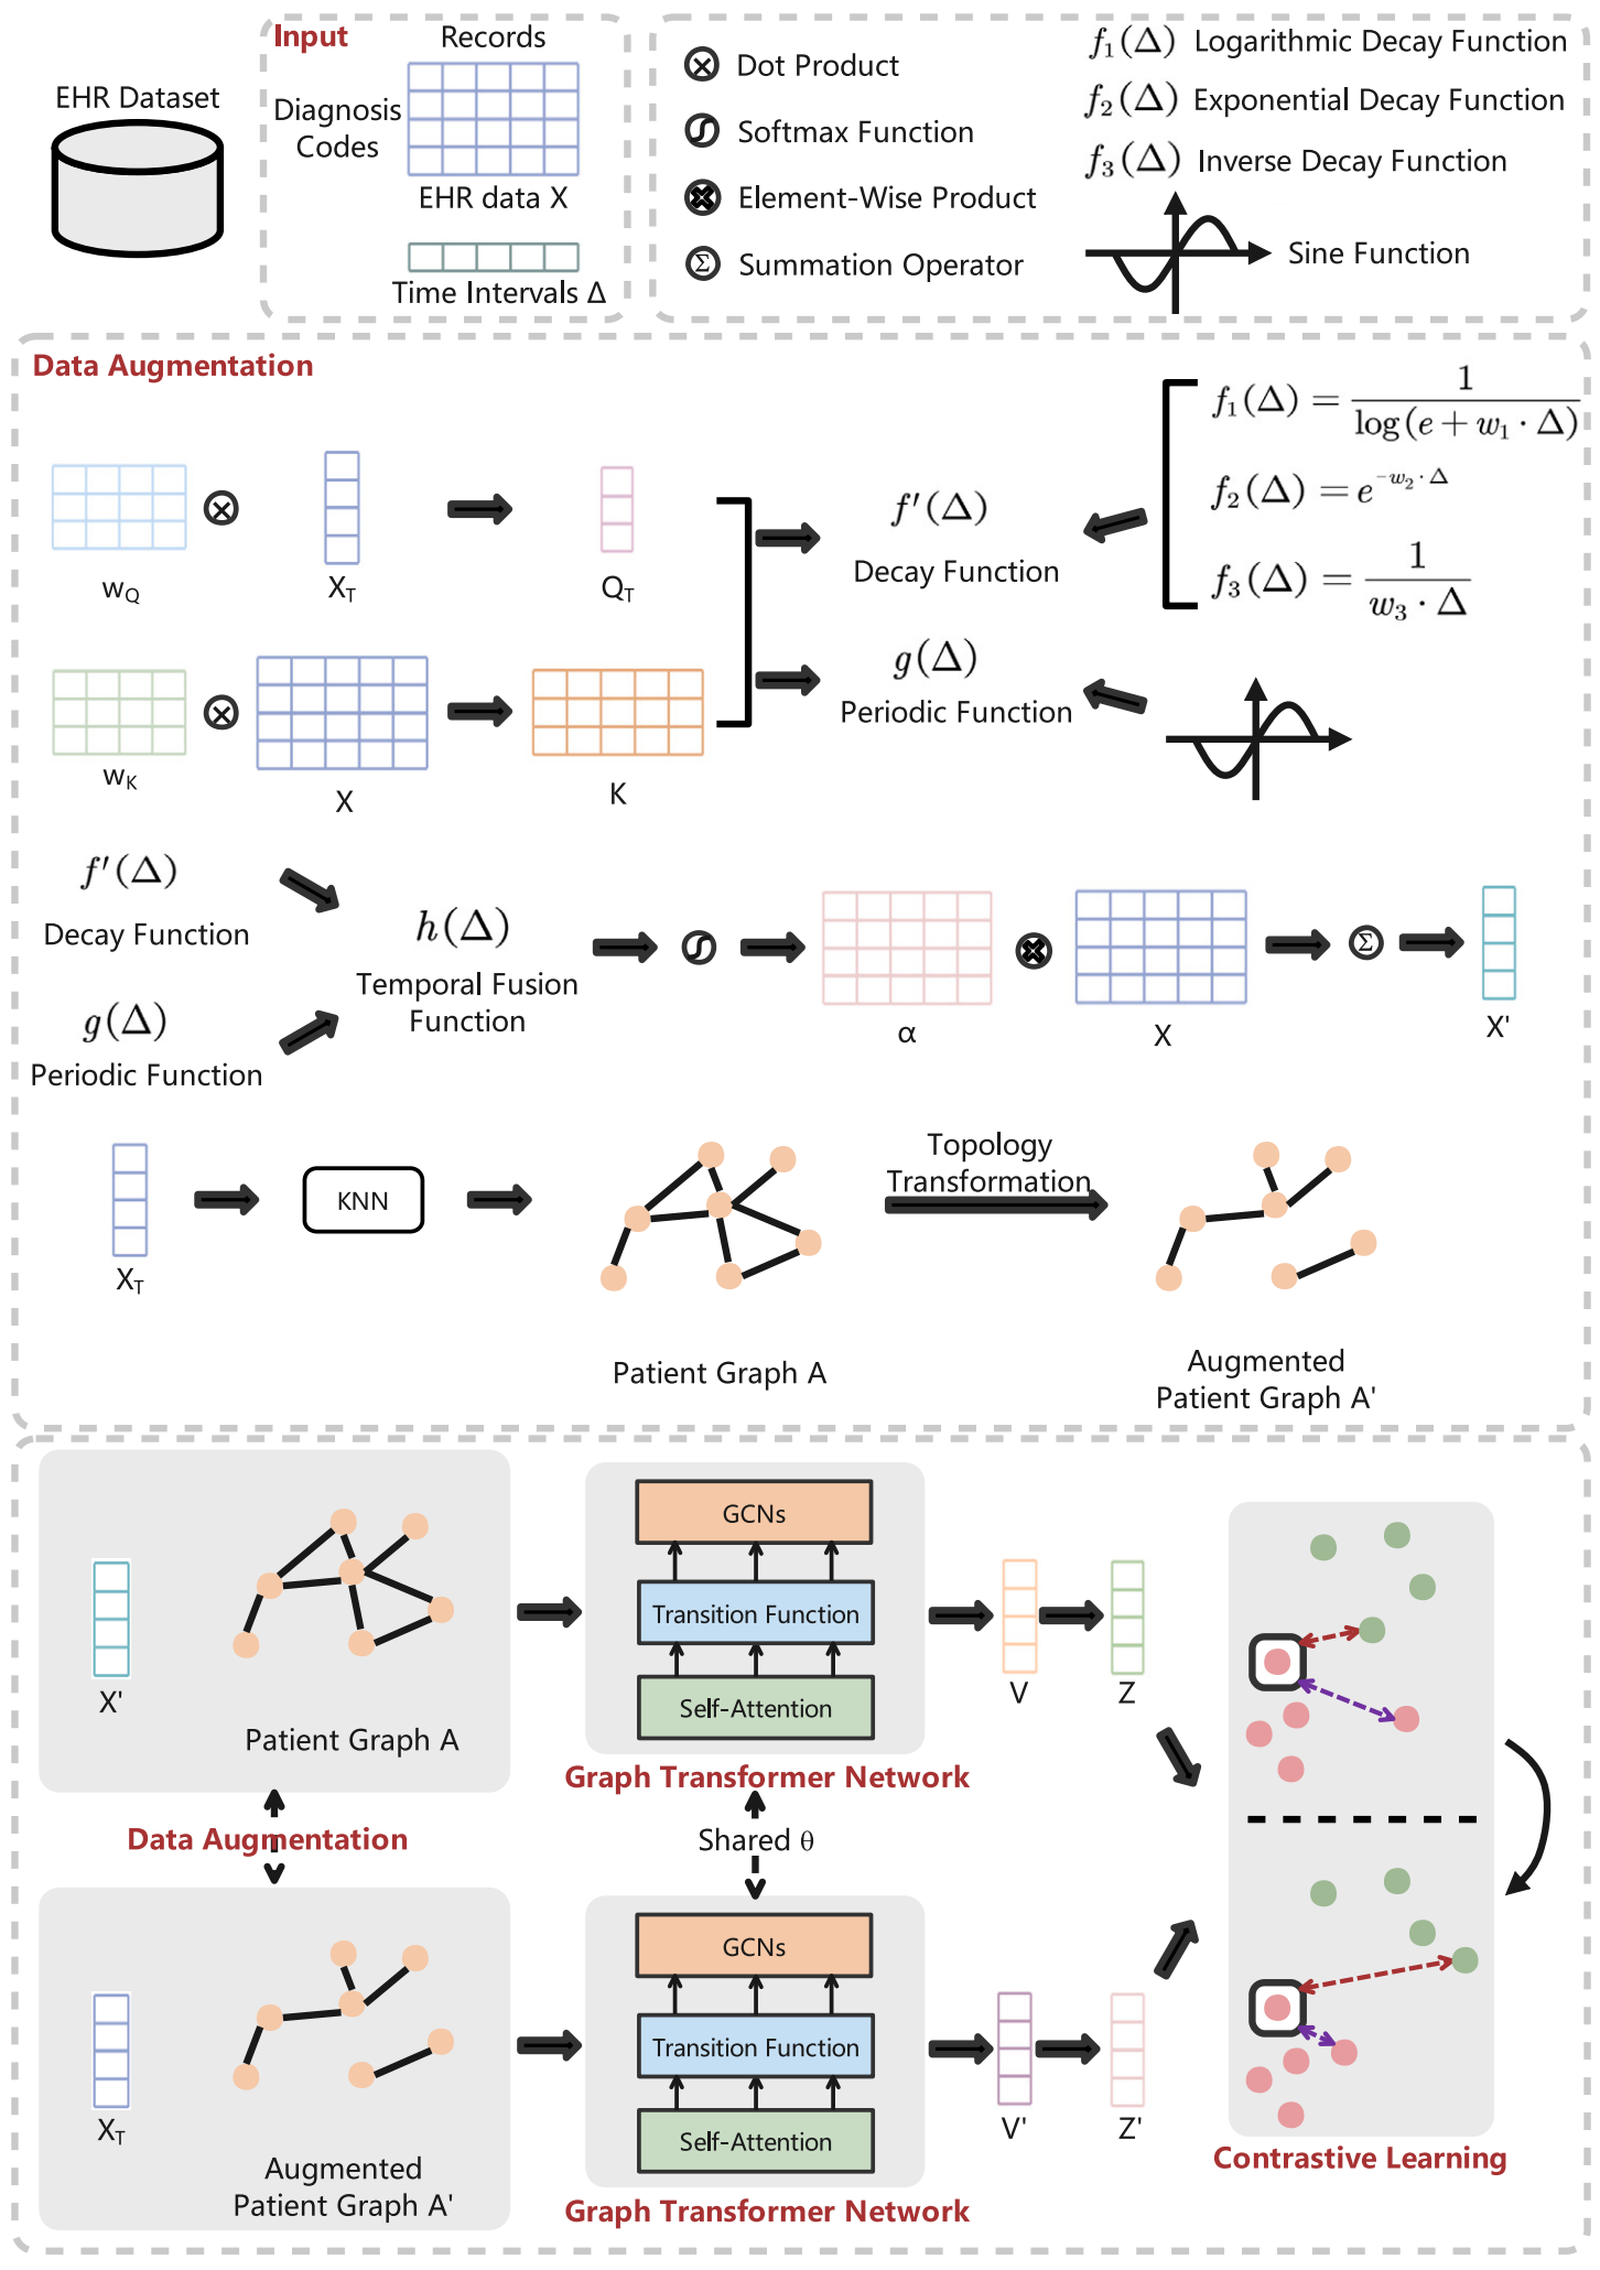 EHR Dataset
Input
Records
Diagnosis
Codes
EHR data X
Time Intervals Δ
Dot Product
Softmax Function
Element-Wise Product
Σ Summation Operator
f₁(Δ) Logarithmic Decay Function
f₂(Δ) Exponential Decay Function
f₃(Δ) Inverse Decay Function
Sine Function
Data Augmentation
w_Q
X_T
Q_T
f'(Δ)
Decay Function
f₁(Δ) = 1 / log(e + w₁ · Δ)
f₂(Δ) = e^{-w₂ · Δ}
f₃(Δ) = 1 / (w₃ · Δ)
w_K
X
K
g(Δ)
Periodic Function
f'(Δ)
Decay Function
g(Δ)
Periodic Function
h(Δ)
Temporal Fusion
Function
α
X
Σ
X'
X_T
KNN
Patient Graph A
Topology
Transformation
Augmented
Patient Graph A'
X'
Patient Graph A
GCNs
Transition Function
Self-Attention
Graph Transformer Network
V
Z
Data Augmentation
Shared θ
X_T
Augmented
Patient Graph A'
GCNs
Transition Function
Self-Attention
Graph Transformer Network
V'
Z'
Contrastive Learning